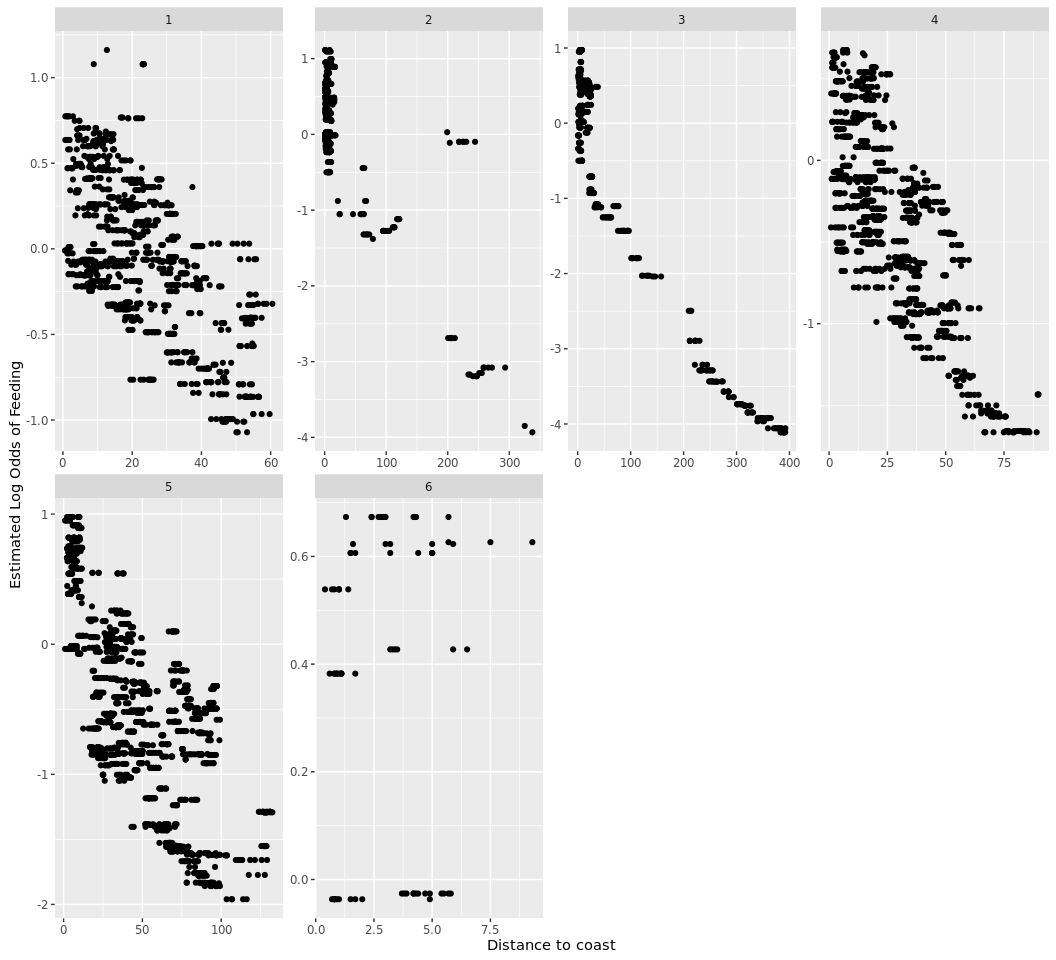 1 2 3 4
1.0 0.5 0.0 -0.5 -1.0
1 0 -1 -2 -3 -4
1 0 -1 -2 -3 -4
0 -1
0 20 40 60
0 100 200 300
0 100 200 300 400
0 25 50 75
5 6
1 0 -1 -2
0.6 0.4 0.2 0.0
0 50 100
0.0 2.5 5.0 7.5
Estimated Log Odds of Feeding
Distance to coast